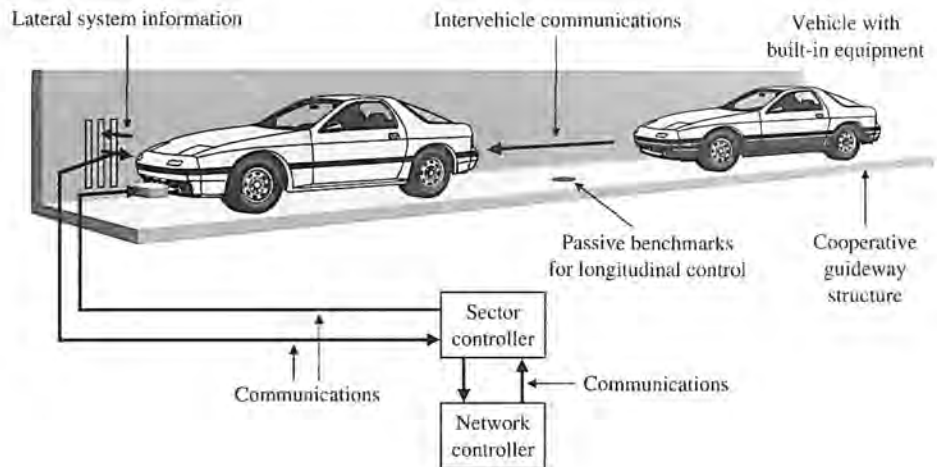 Lateral system information
Intervehicle communications
Vehicle with
built-in equipment
Passive benchmarks
for longitudinal control
Cooperative
guideway
structure
Sector
controller
Communications
Communications
Network
controller